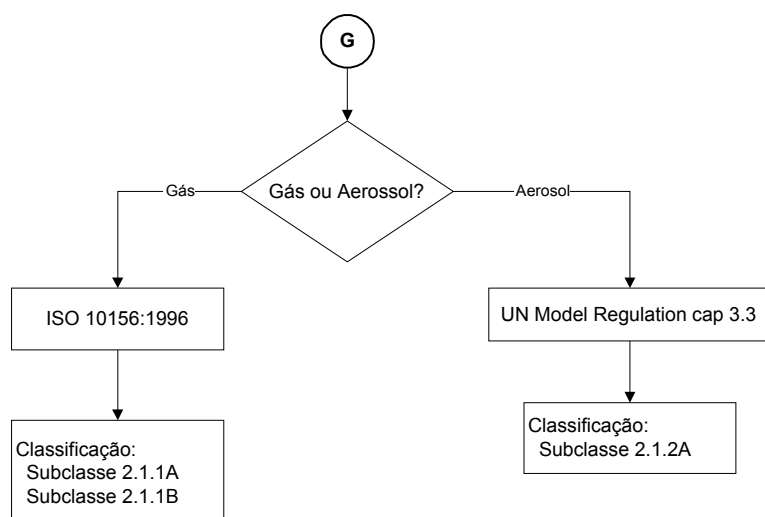 G
Gás ou Aerossol?
Gás
Aerosol
ISO 10156:1996
UN Model Regulation cap 3.3
Classificação:
Subclasse 2.1.1A
Subclasse 2.1.1B
Classificação:
Subclasse 2.1.2A